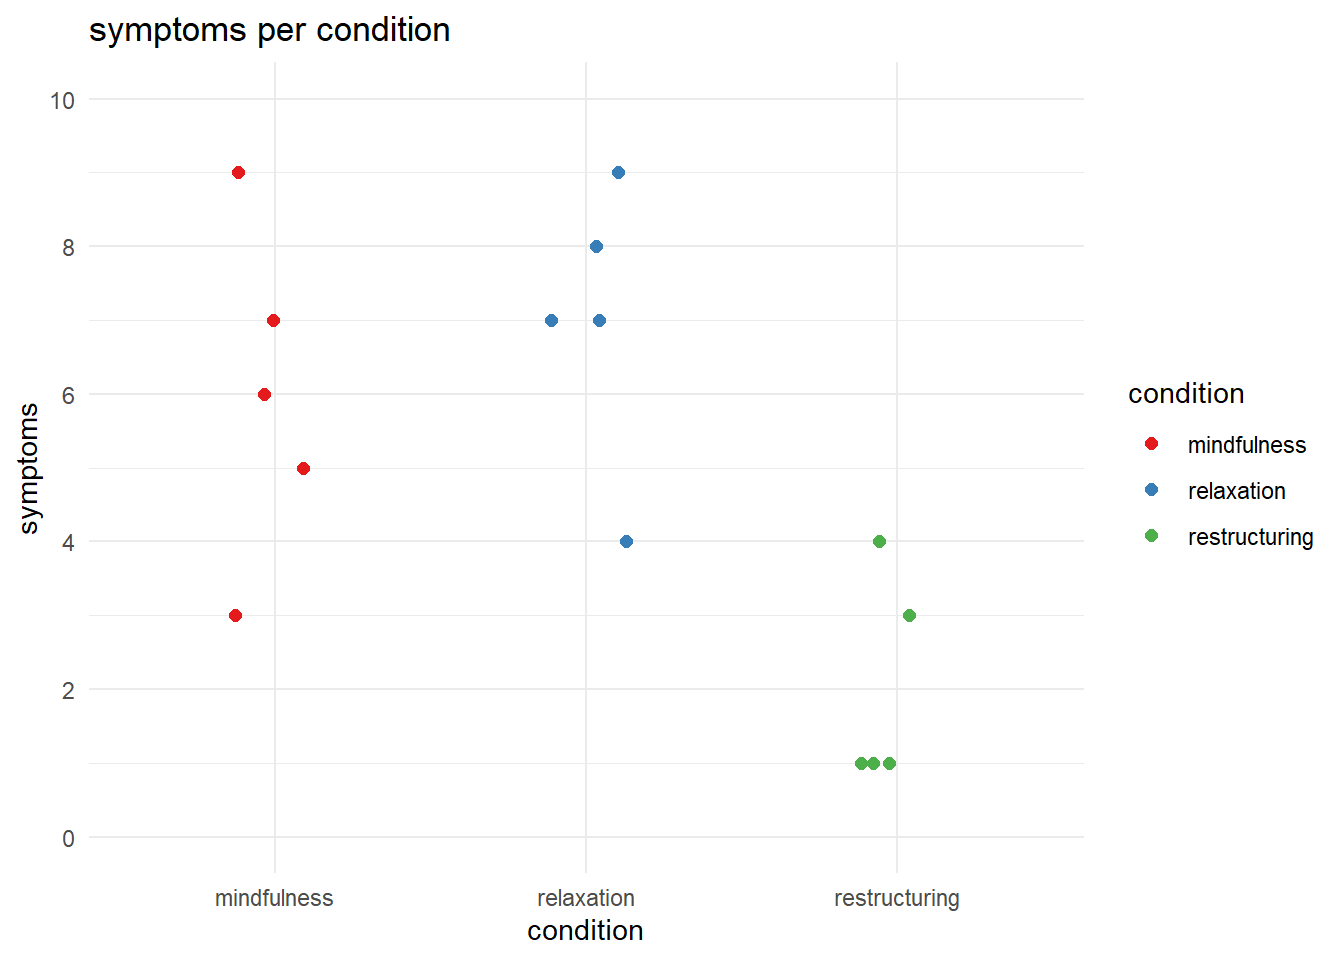 symptoms per condition
10
8
6
4
2
0
symptoms
mindfulness
relaxation
restructuring
condition
condition
mindfulness
relaxation
restructuring